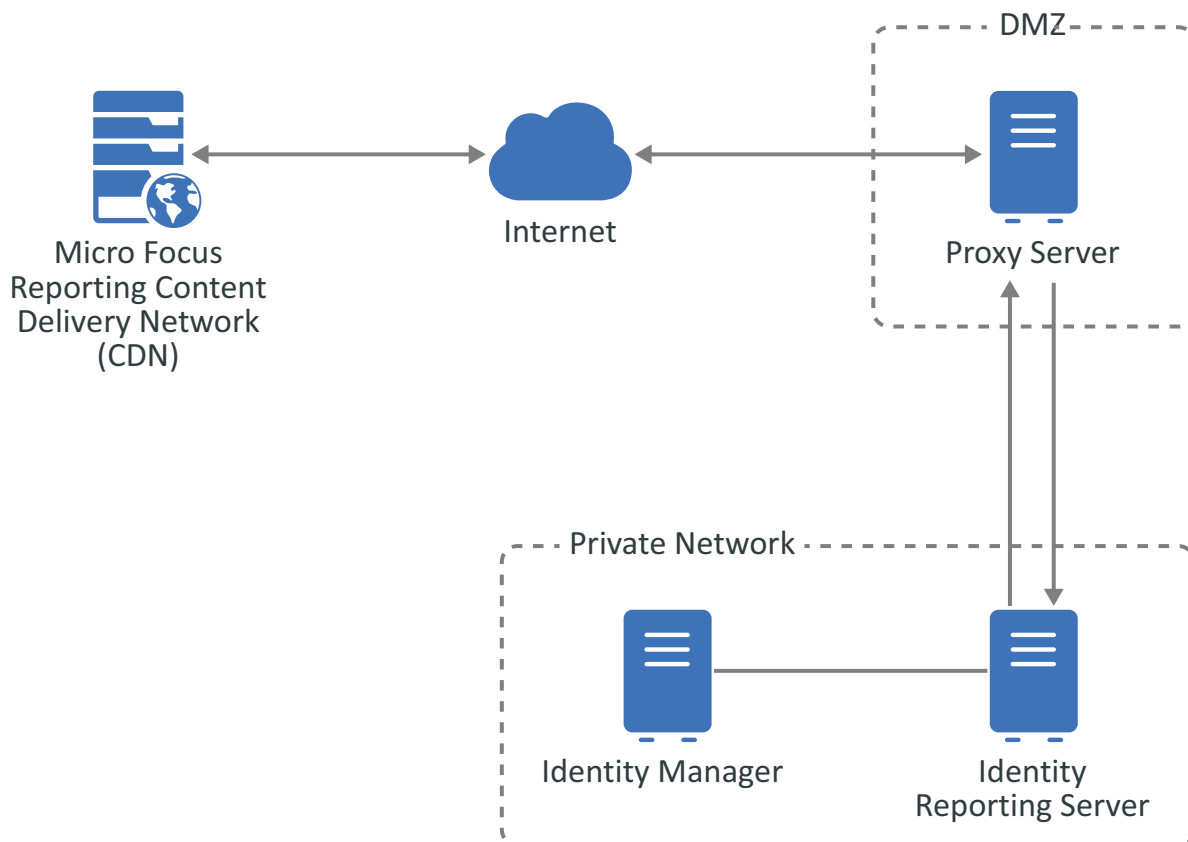 DMZ
Micro Focus
Reporting Content
Delivery Network
(CDN)
Internet
Proxy Server
Private Network
Identity Manager
Identity
Reporting Server